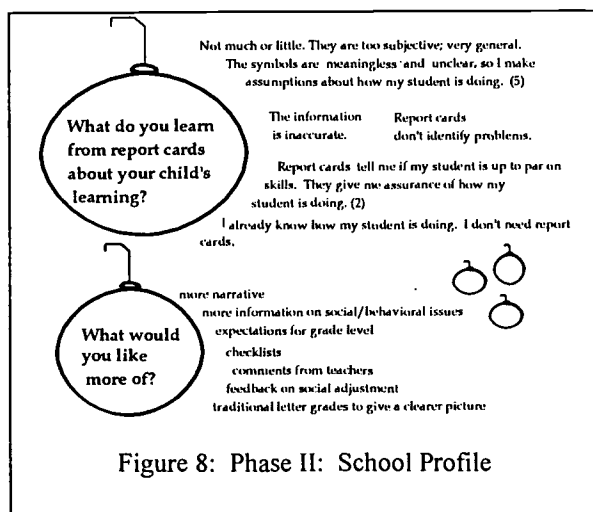 Not much or little. They are too subjective; very general.
The symbols are meaningless and unclear, so I make
assumptions about how my student is doing. (5)
What do you learn
from report cards
about your child's
learning?
The information
is inaccurate.
Report cards
don't identify problems.
Report cards tell me if my student is up to par on
skills. They give me assurance of how my
student is doing. (2)
I already know how my student is doing. I don't need report
cards.
What would
you like
more of?
more narrative
more information on social/behavioral issues
expectations for grade level
checklists
comments from teachers
feedback on social adjustment
traditional letter grades to give a clearer picture
Figure 8: Phase II: School Profile